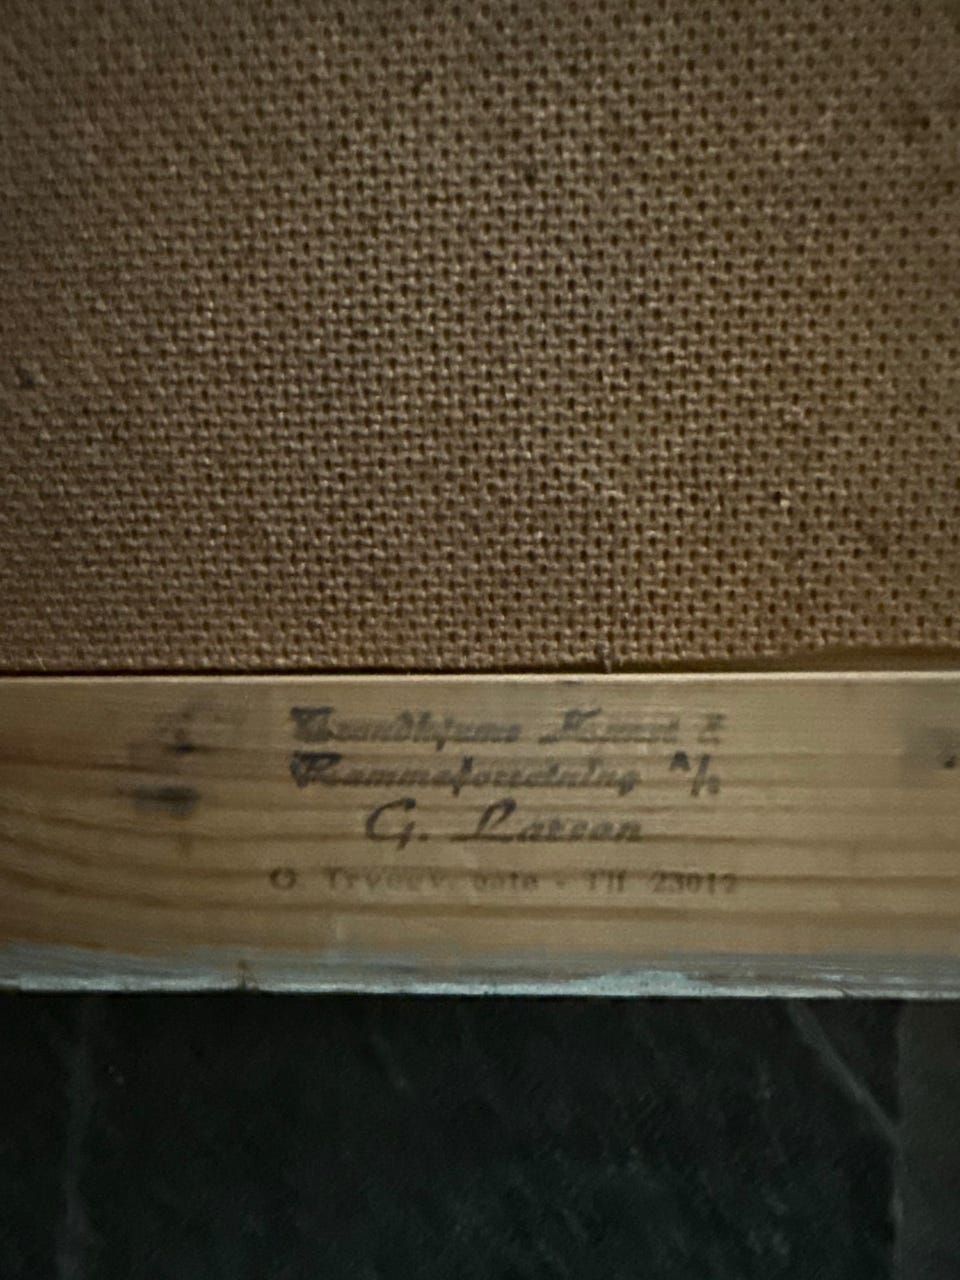 Trondhjems Kunst &
Rammeforretning A/S
G. Larsen
O. Tryggv. gate - Tlf. 23012